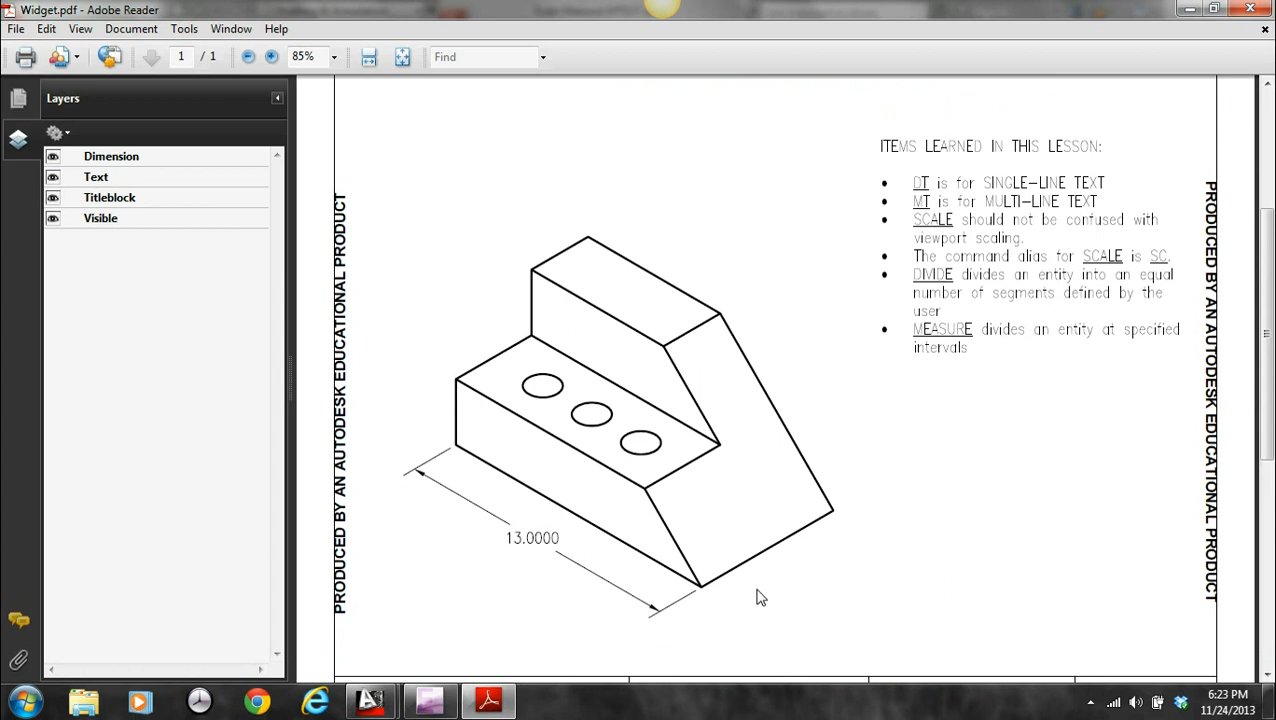 Widget.pdf - Adobe Reader
File Edit View Document Tools Window Help
1 / 1 85% Find
Layers
Dimension
Text
Titleblock
Visible
PRODUCED BY AN AUTODESK EDUCATIONAL PRODUCT
ITEMS LEARNED IN THIS LESSON:
• DT is for SINGLE-LINE TEXT
• MT is for MULTI-LINE TEXT
• SCALE should not be confused with
viewport scaling.
• The command alias for SCALE is SC.
• DIVIDE divides an entity into an equal
number of segments defined by the
user
• MEASURE divides an entity at specified
intervals
13.0000
PRODUCED BY AN AUTODESK EDUCATIONAL PRODUCT
6:23 PM
11/24/2013